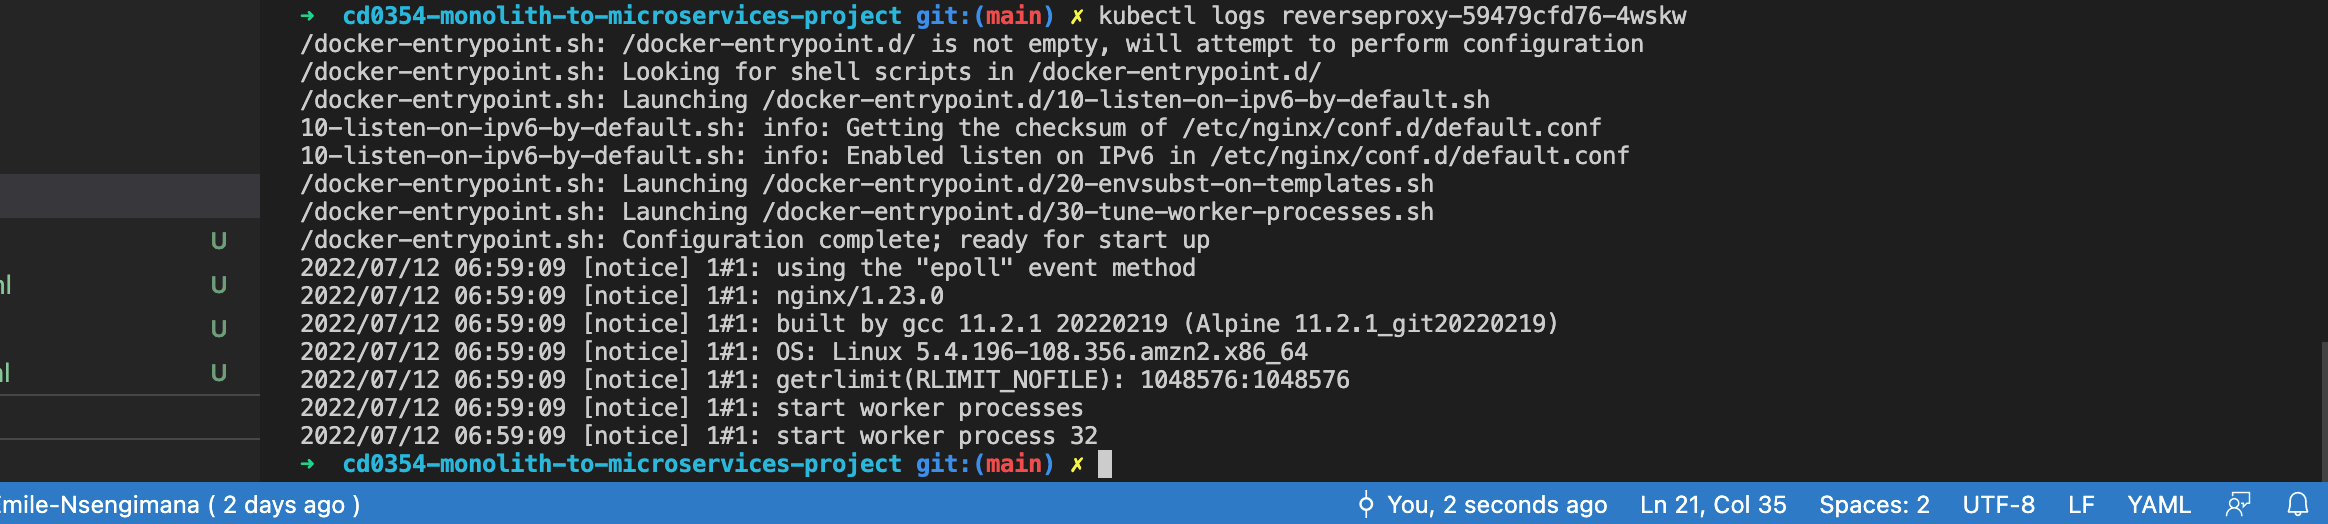 ➜ cd0354-monolith-to-microservices-project git:(main) ✗ kubectl logs reverseproxy-59479cfd76-4wskw
/docker-entrypoint.sh: /docker-entrypoint.d/ is not empty, will attempt to perform configuration
/docker-entrypoint.sh: Looking for shell scripts in /docker-entrypoint.d/
/docker-entrypoint.sh: Launching /docker-entrypoint.d/10-listen-on-ipv6-by-default.sh
10-listen-on-ipv6-by-default.sh: info: Getting the checksum of /etc/nginx/conf.d/default.conf
10-listen-on-ipv6-by-default.sh: info: Enabled listen on IPv6 in /etc/nginx/conf.d/default.conf
/docker-entrypoint.sh: Launching /docker-entrypoint.d/20-envsubst-on-templates.sh
/docker-entrypoint.sh: Launching /docker-entrypoint.d/30-tune-worker-processes.sh
/docker-entrypoint.sh: Configuration complete; ready for start up
2022/07/12 06:59:09 [notice] 1#1: using the "epoll" event method
2022/07/12 06:59:09 [notice] 1#1: nginx/1.23.0
2022/07/12 06:59:09 [notice] 1#1: built by gcc 11.2.1 20220219 (Alpine 11.2.1_git20220219)
2022/07/12 06:59:09 [notice] 1#1: OS: Linux 5.4.196-108.356.amzn2.x86_64
2022/07/12 06:59:09 [notice] 1#1: getrlimit(RLIMIT_NOFILE): 1048576:1048576
2022/07/12 06:59:09 [notice] 1#1: start worker processes
2022/07/12 06:59:09 [notice] 1#1: start worker process 32
➜ cd0354-monolith-to-microservices-project git:(main) ✗
U
U
U
U
Emile-Nsengimana ( 2 days ago ) You, 2 seconds ago Ln 21, Col 35 Spaces: 2 UTF-8 LF YAML